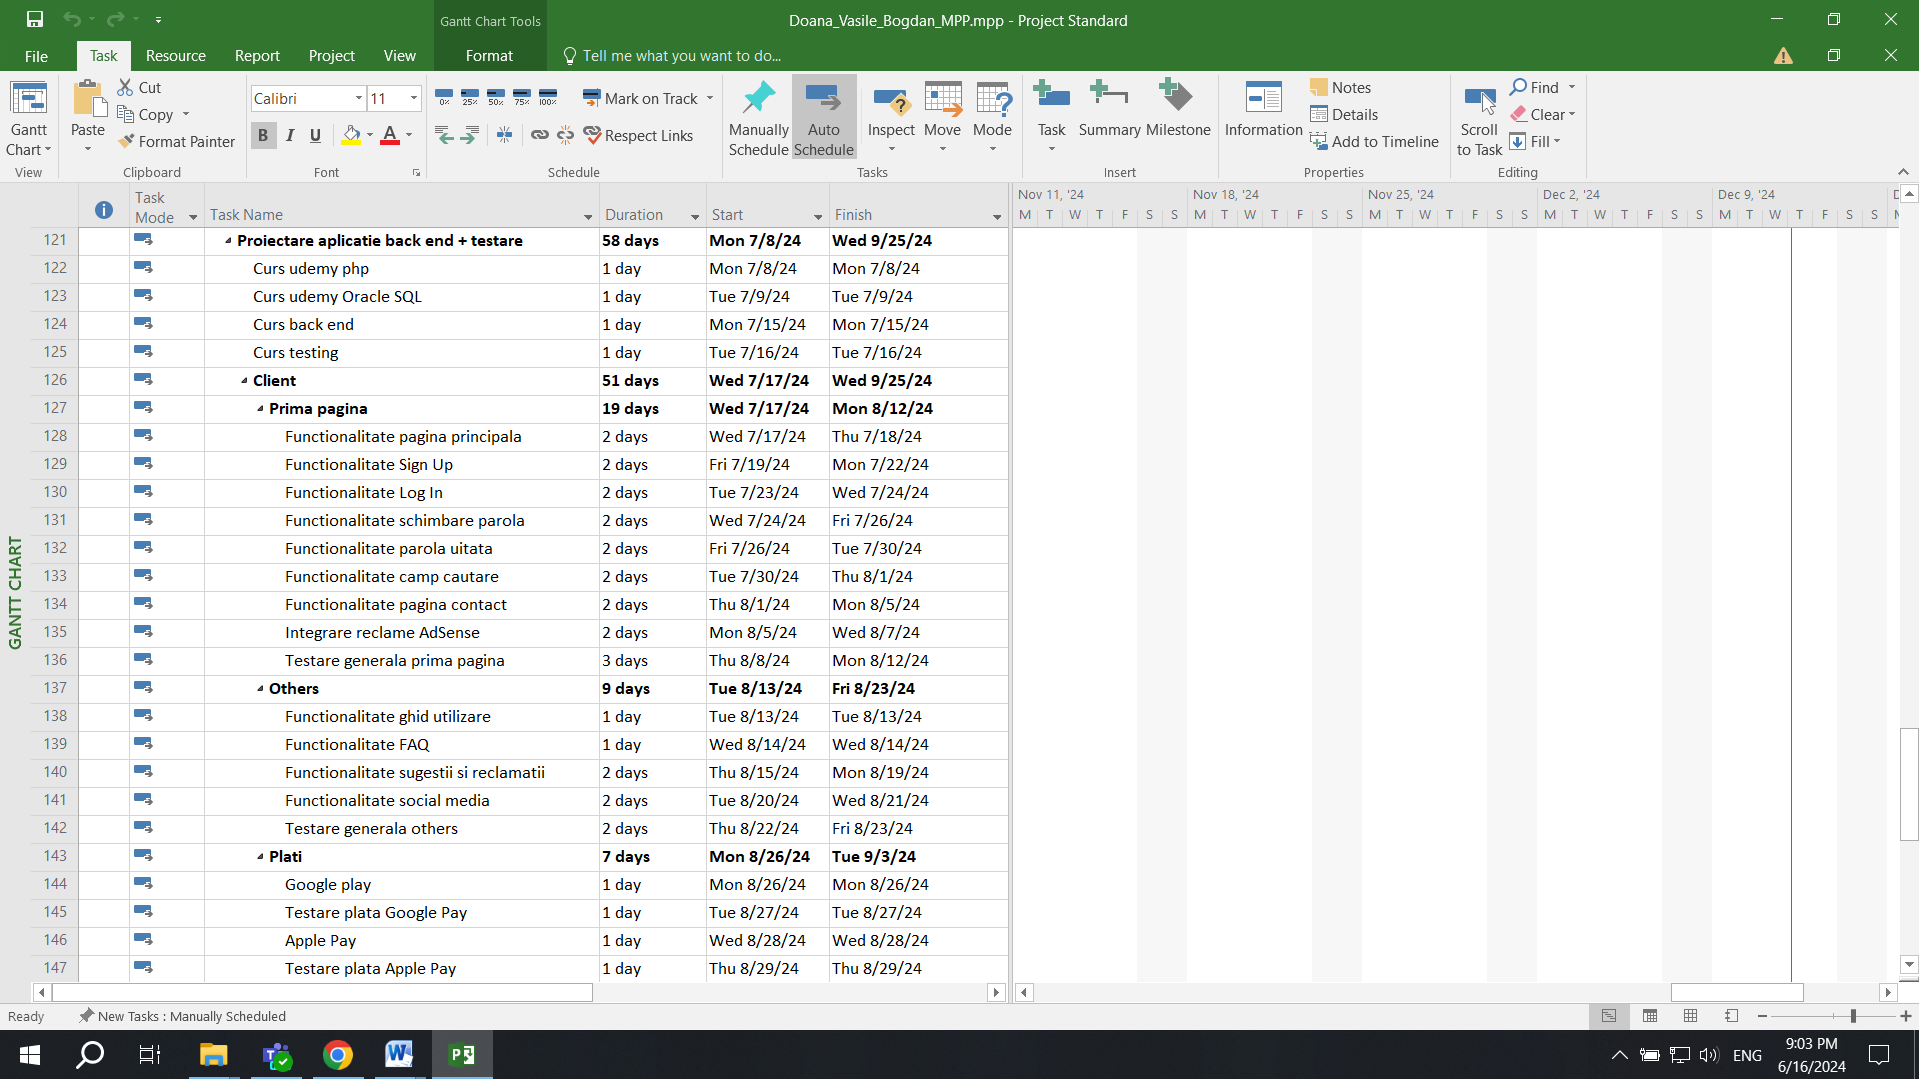 Gantt Chart Tools
Doana_Vasile_Bogdan_MPP.mpp - Project Standard
File Task Resource Report Project View Format Tell me what you want to do...
Gantt Chart
View
Paste
Cut
Copy
Format Painter
Clipboard
Calibri 11
B I U A
Font
0% 25% 50% 75% 100%
Mark on Track
Respect Links
Schedule
Manually Schedule
Auto Schedule
Inspect
Move
Mode
Tasks
Task
Summary
Milestone
Insert
Information
Notes
Details
Add to Timeline
Properties
Scroll to Task
Find
Clear
Fill
Editing
GANTT CHART
Task Mode Task Name Duration Start Finish
Nov 11, '24 Nov 18, '24 Nov 25, '24 Dec 2, '24 Dec 9, '24 D
M T W T F S S M T W T F S S M T W T F S S M T W T F S S M T W T F S S M
121 Proiectare aplicatie back end + testare 58 days Mon 7/8/24 Wed 9/25/24
122 Curs udemy php 1 day Mon 7/8/24 Mon 7/8/24
123 Curs udemy Oracle SQL 1 day Tue 7/9/24 Tue 7/9/24
124 Curs back end 1 day Mon 7/15/24 Mon 7/15/24
125 Curs testing 1 day Tue 7/16/24 Tue 7/16/24
126 Client 51 days Wed 7/17/24 Wed 9/25/24
127 Prima pagina 19 days Wed 7/17/24 Mon 8/12/24
128 Functionalitate pagina principala 2 days Wed 7/17/24 Thu 7/18/24
129 Functionalitate Sign Up 2 days Fri 7/19/24 Mon 7/22/24
130 Functionalitate Log In 2 days Tue 7/23/24 Wed 7/24/24
131 Functionalitate schimbare parola 2 days Wed 7/24/24 Fri 7/26/24
132 Functionalitate parola uitata 2 days Fri 7/26/24 Tue 7/30/24
133 Functionalitate camp cautare 2 days Tue 7/30/24 Thu 8/1/24
134 Functionalitate pagina contact 2 days Thu 8/1/24 Mon 8/5/24
135 Integrare reclame AdSense 2 days Mon 8/5/24 Wed 8/7/24
136 Testare generala prima pagina 3 days Thu 8/8/24 Mon 8/12/24
137 Others 9 days Tue 8/13/24 Fri 8/23/24
138 Functionalitate ghid utilizare 1 day Tue 8/13/24 Tue 8/13/24
139 Functionalitate FAQ 1 day Wed 8/14/24 Wed 8/14/24
140 Functionalitate sugestii si reclamatii 2 days Thu 8/15/24 Mon 8/19/24
141 Functionalitate social media 2 days Tue 8/20/24 Wed 8/21/24
142 Testare generala others 2 days Thu 8/22/24 Fri 8/23/24
143 Plati 7 days Mon 8/26/24 Tue 9/3/24
144 Google play 1 day Mon 8/26/24 Mon 8/26/24
145 Testare plata Google Pay 1 day Tue 8/27/24 Tue 8/27/24
146 Apple Pay 1 day Wed 8/28/24 Wed 8/28/24
147 Testare plata Apple Pay 1 day Thu 8/29/24 Thu 8/29/24
Ready New Tasks : Manually Scheduled
ENG
9:03 PM
6/16/2024